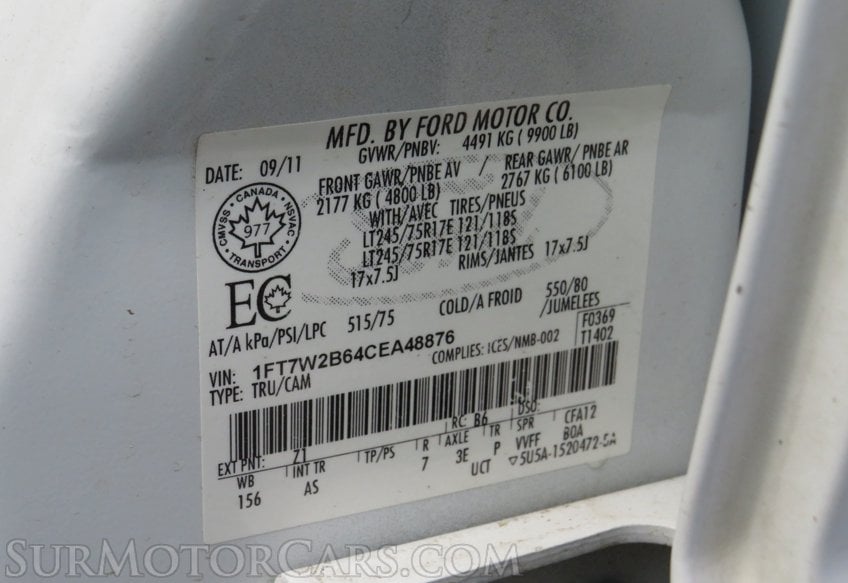 MFD. BY FORD MOTOR CO.
DATE: 09/11 GVWR/PNBV: 4491 KG ( 9900 LB)
FRONT GAWR/PNBE AV / REAR GAWR/ PNBE AR
2177 KG ( 4800 LB) 2767 KG ( 6100 LB)
WITH/AVEC TIRES/PNEUS
LT245/75R17E 121/118S
LT245/75R17E 121/118S
17x7.5J RIMS/JANTES 17x7.5J
CMVSS · CANADA · NSVAC · TRANSPORT
977
EC
AT/A kPa/PSI/LPC 515/75 COLD/A FROID 550/80 /JUMELEES
VIN: 1FT7W2B64CEA48876 COMPLIES: ICES/NMB-002 F0369
TYPE: TRU/CAM T1402
EXT PNT: Z1 RC: B6 DSO: CFA12
WB INT TR TP/PS R AXLE TR SPR BOA
156 AS 7 3E P VVFF
UCT ▽5U5A-1520472-BA
SURMOTORCARS.COM